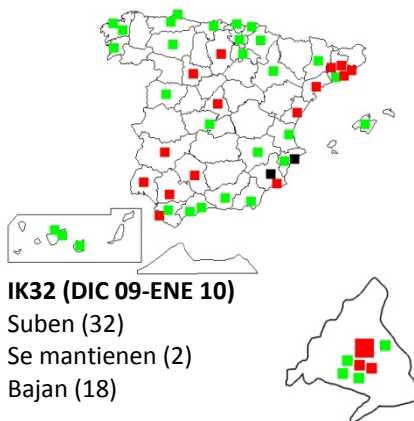 IK32 (DIC 09-ENE 10)
Suben (32)
Se mantienen (2)
Bajan (18)